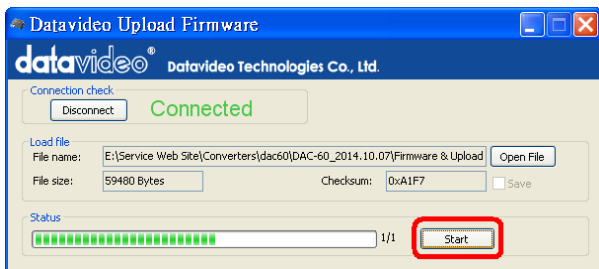 Datavideo Upload Firmware
datavideo® Datavideo Technologies Co., Ltd.
Connection check
Disconnect Connected
Load file
File name: E:\Service Web Site\Converters\dac60\DAC-60_2014.10.07\Firmware & Upload Open File
File size: 59480 Bytes Checksum: 0xA1F7 Save
Status
1/1 Start